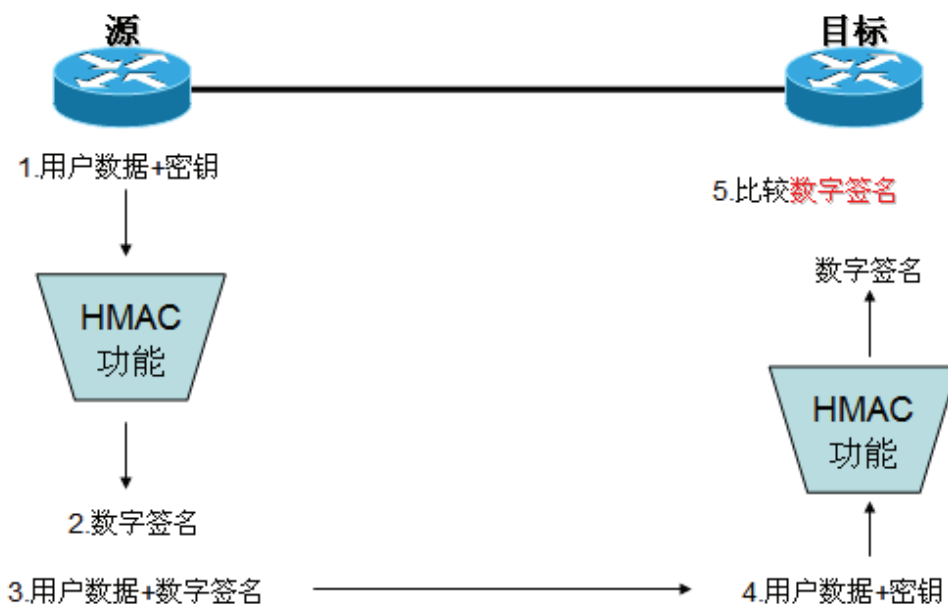 源
目标
1.用户数据+密钥
5.比较数字签名
数字签名
HMAC
功能
HMAC
功能
2.数字签名
3.用户数据+数字签名
4.用户数据+密钥